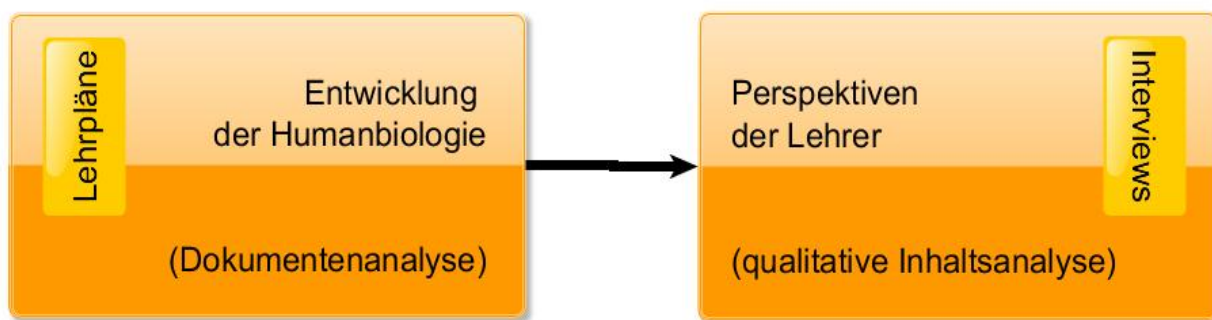 Lehrpläne
Entwicklung
der Humanbiologie
(Dokumentenanalyse)
Perspektiven
der Lehrer
(qualitative Inhaltsanalyse)
Interviews